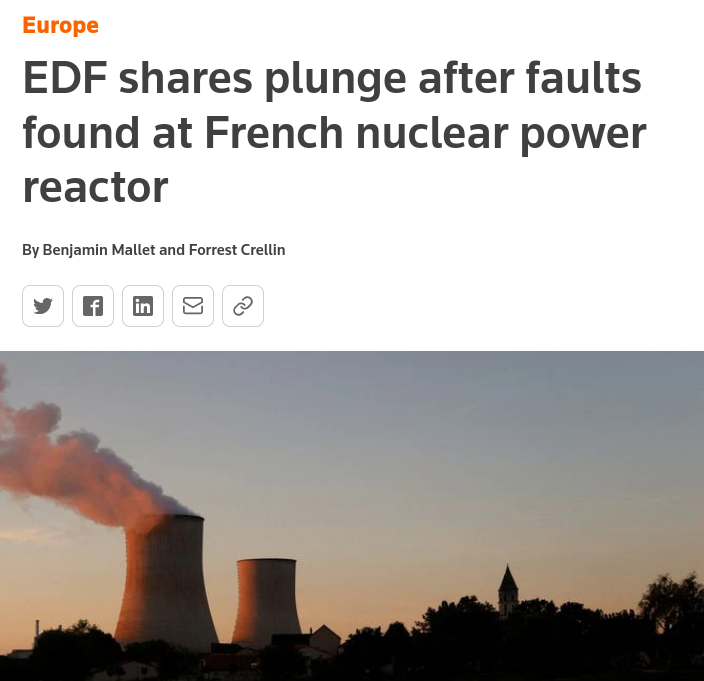 Europe
EDF shares plunge after faults
found at French nuclear power
reactor
By Benjamin Mallet and Forrest Crellin